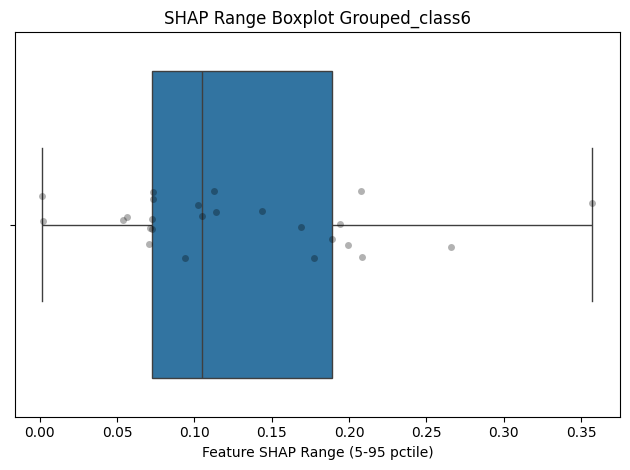 SHAP Range Boxplot Grouped_class6
0.00 0.05 0.10 0.15 0.20 0.25 0.30 0.35
Feature SHAP Range (5-95 pctile)